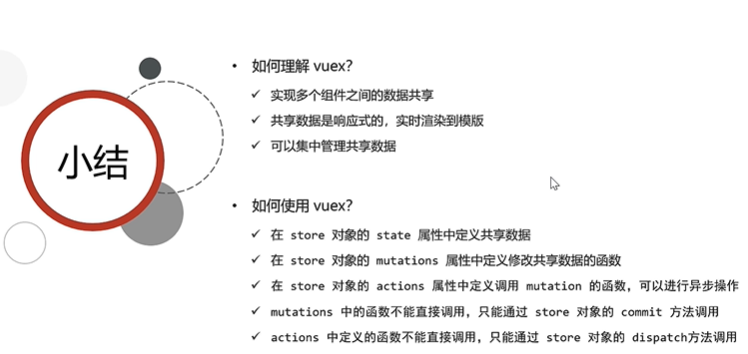 小结
• 如何理解 vuex?
✓ 实现多个组件之间的数据共享
✓ 共享数据是响应式的，实时渲染到模版
✓ 可以集中管理共享数据
• 如何使用 vuex?
✓ 在 store 对象的 state 属性中定义共享数据
✓ 在 store 对象的 mutations 属性中定义修改共享数据的函数
✓ 在 store 对象的 actions 属性中定义调用 mutation 的函数，可以进行异步操作
✓ mutations 中的函数不能直接调用，只能通过 store 对象的 commit 方法调用
✓ actions 中定义的函数不能直接调用，只能通过 store 对象的 dispatch方法调用